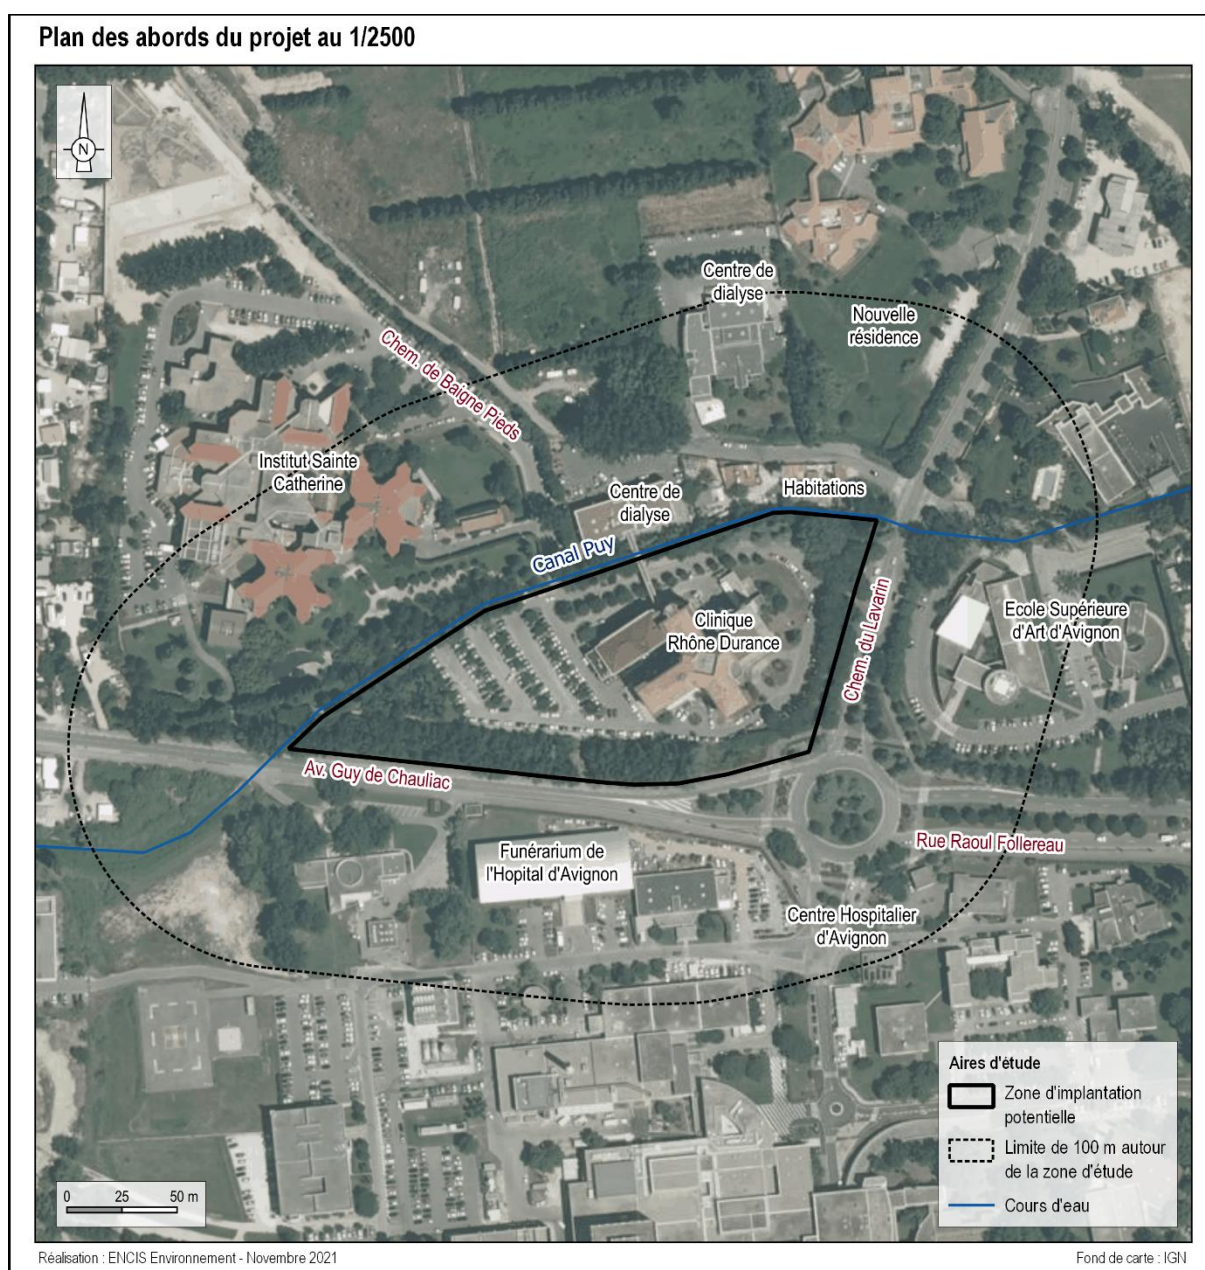 Plan des abords du projet au 1/2500
N
Centre de
dialyse
Nouvelle
résidence
Chem. de Baigne Pieds
Institut Sainte
Catherine
Centre de
dialyse
Habitations
Canal Puy
Clinique
Rhône Durance
Chem. du Lavarin
Ecole Supérieure
d'Art d'Avignon
Av. Guy de Chauliac
Rue Raoul Follereau
Funérarium de
l'Hopital d'Avignon
Centre Hospitalier
d'Avignon
Aires d'étude
Zone d'implantation
potentielle
Limite de 100 m autour
de la zone d'étude
Cours d'eau
0 25 50 m
Réalisation : ENCIS Environnement - Novembre 2021
Fond de carte : IGN